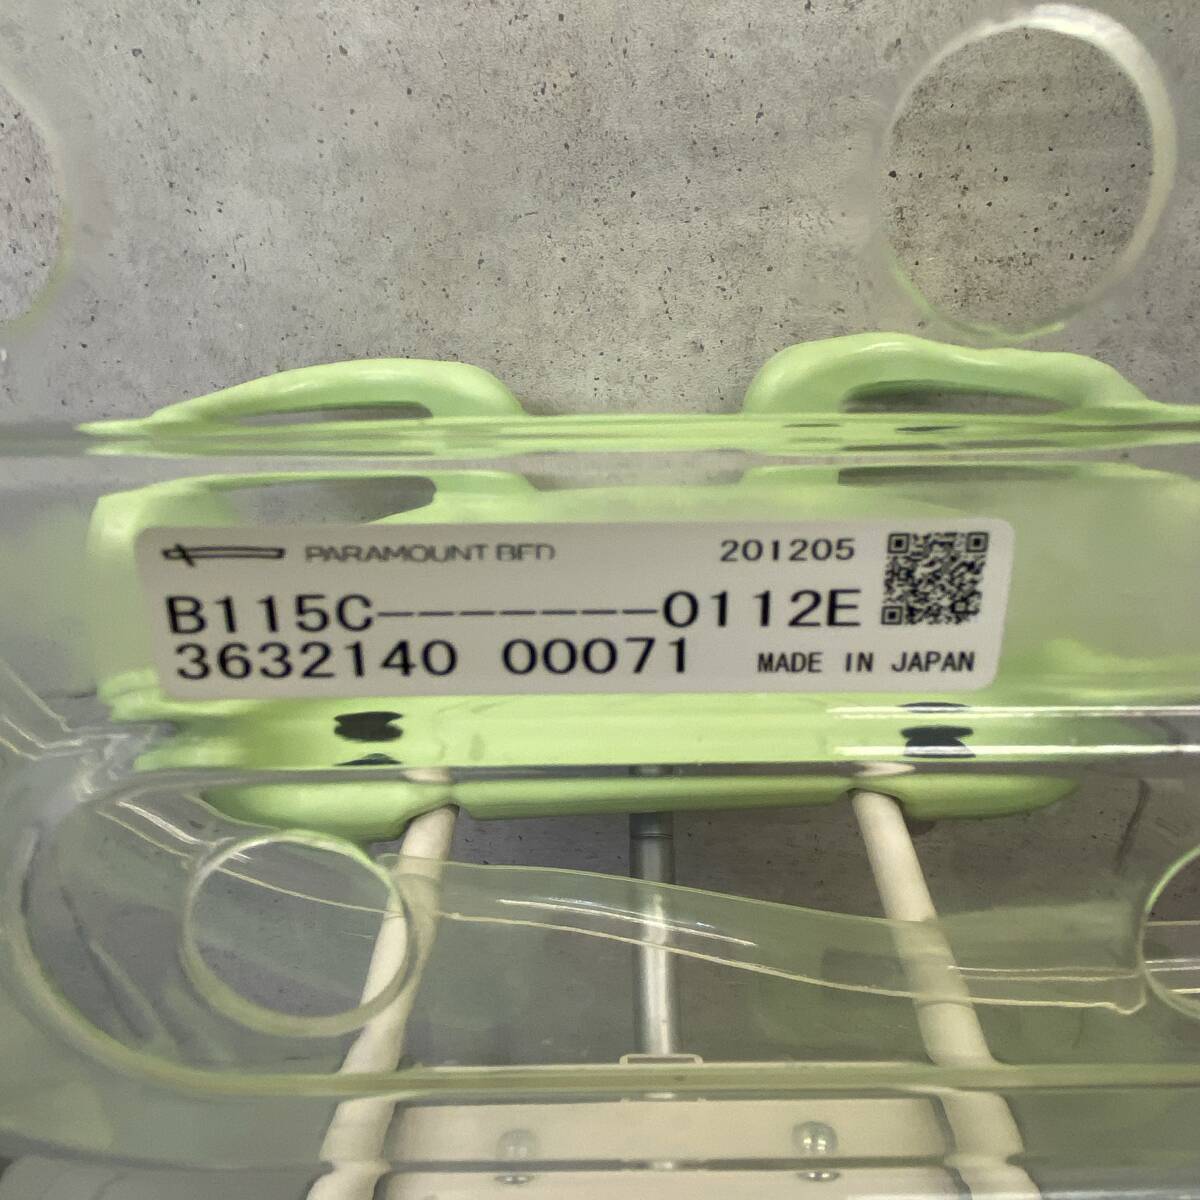 PARAMOUNT BED 201205
B115C-------0112E
3632140 00071 MADE IN JAPAN